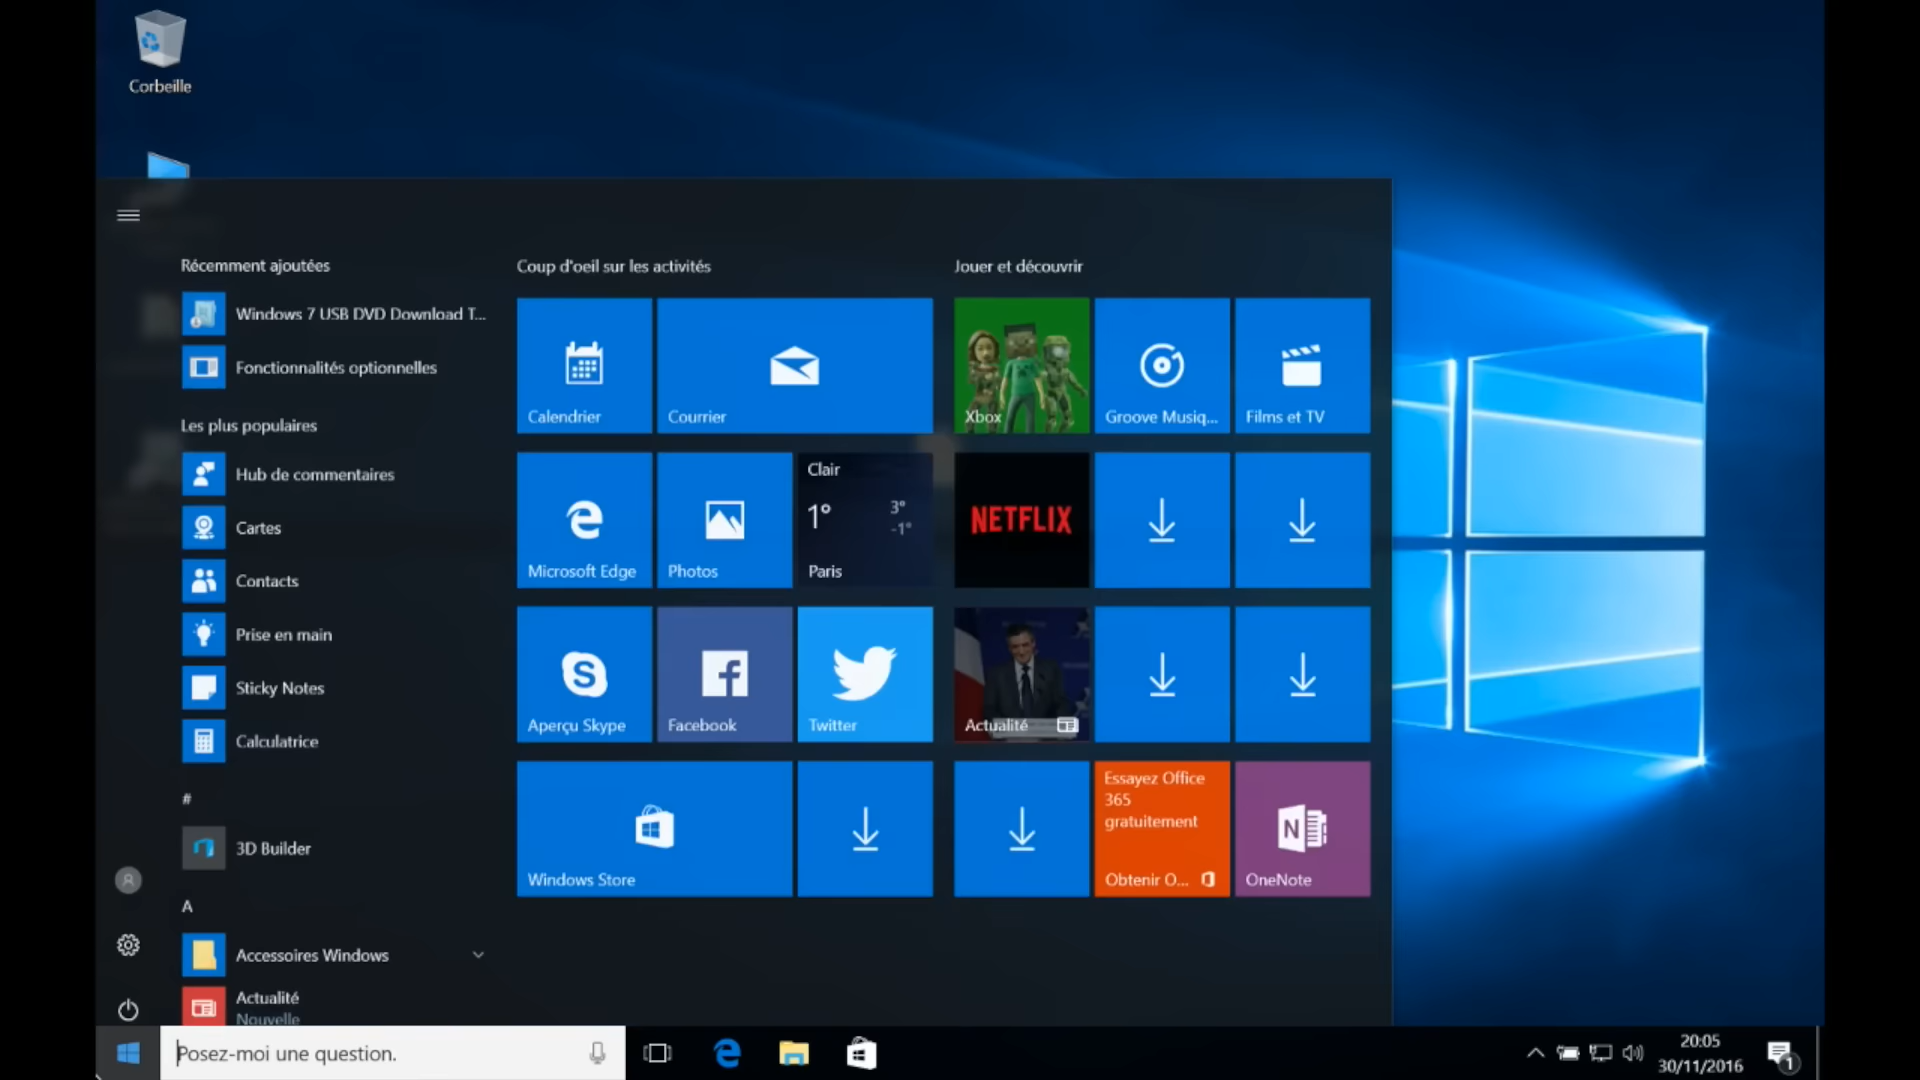 Corbeille
Récemment ajoutées
Windows 7 USB DVD Download T...
Fonctionnalités optionnelles
Les plus populaires
Hub de commentaires
Cartes
Contacts
Prise en main
Sticky Notes
Calculatrice
#
3D Builder
A
Accessoires Windows
Actualité
Nouvelle
Coup d'oeil sur les activités
Calendrier
Courrier
Microsoft Edge
Photos
Clair
1°
3°
-1°
Paris
Aperçu Skype
Facebook
Twitter
Windows Store
Jouer et découvrir
Xbox
Groove Musiq...
Films et TV
NETFLIX
Actualité
Essayez Office
365
gratuitement
Obtenir O...
OneNote
Posez-moi une question.
20:05
30/11/2016
1